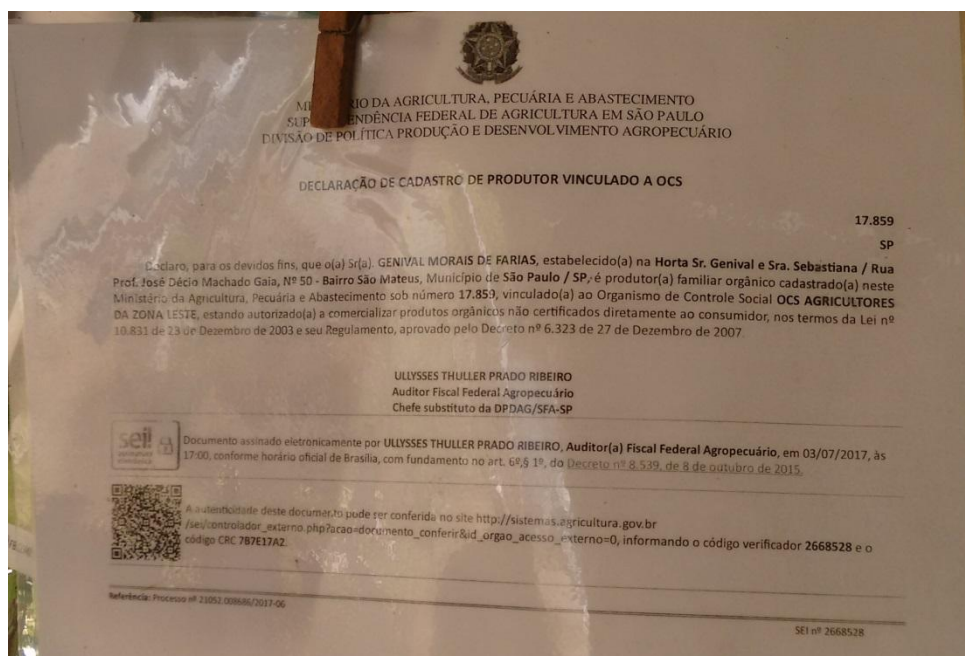 MI RIO DA AGRICULTURA, PECUÁRIA E ABASTECIMENTO
SUP ENDÊNCIA FEDERAL DE AGRICULTURA EM SÃO PAULO
DIVISÃO DE POLÍTICA PRODUÇÃO E DESENVOLVIMENTO AGROPECUÁRIO
DECLARAÇÃO DE CADASTRO DE PRODUTOR VINCULADO A OCS
17.859
SP
Declaro, para os devidos fins, que o(a) Sr(a). GENIVAL MORAIS DE FARIAS, estabelecido(a) na Horta Sr. Genival e Sra. Sebastiana / Rua
Prof. José Décio Machado Gaia, Nº 50 - Bairro São Mateus, Município de São Paulo / SP, é produtor(a) familiar orgânico cadastrado(a) neste
Ministério da Agricultura, Pecuária e Abastecimento sob número 17.859, vinculado(a) ao Organismo de Controle Social OCS AGRICULTORES
DA ZONA LESTE, estando autorizado(a) a comercializar produtos orgânicos não certificados diretamente ao consumidor, nos termos da Lei nº
10.831 de 23 de Dezembro de 2003 e seu Regulamento, aprovado pelo Decreto nº 6.323 de 27 de Dezembro de 2007.
ULLYSSES THULLER PRADO RIBEIRO
Auditor Fiscal Federal Agropecuário
Chefe substituto da DPDAG/SFA-SP
sei!
assinatura
eletrônica
Documento assinado eletronicamente por ULLYSSES THULLER PRADO RIBEIRO, Auditor(a) Fiscal Federal Agropecuário, em 03/07/2017, às
17:00, conforme horário oficial de Brasília, com fundamento no art. 6º,§ 1º, do Decreto nº 8.539, de 8 de outubro de 2015.
A autenticidade deste documento pode ser conferida no site http://sistemas.agricultura.gov.br
/sei/controlador_externo.php?acao=documento_conferir&id_orgao_acesso_externo=0, informando o código verificador 2668528 e o
código CRC 7B7E17A2.
Referência: Processo nº 21052.008686/2017-06
SEI nº 2668528